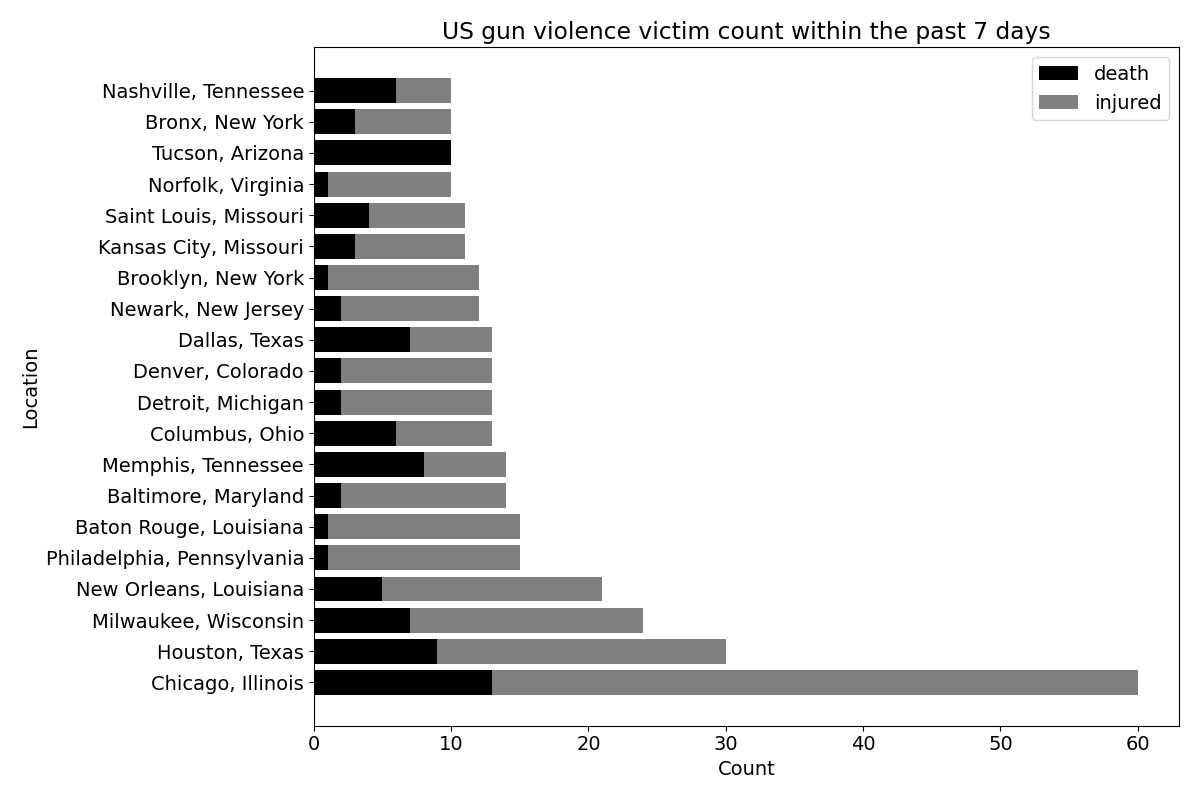 US gun violence victim count within the past 7 days
death
injured
Nashville, Tennessee
Bronx, New York
Tucson, Arizona
Norfolk, Virginia
Saint Louis, Missouri
Kansas City, Missouri
Brooklyn, New York
Newark, New Jersey
Dallas, Texas
Denver, Colorado
Detroit, Michigan
Columbus, Ohio
Memphis, Tennessee
Baltimore, Maryland
Baton Rouge, Louisiana
Philadelphia, Pennsylvania
New Orleans, Louisiana
Milwaukee, Wisconsin
Houston, Texas
Chicago, Illinois
Location
0 10 20 30 40 50 60
Count